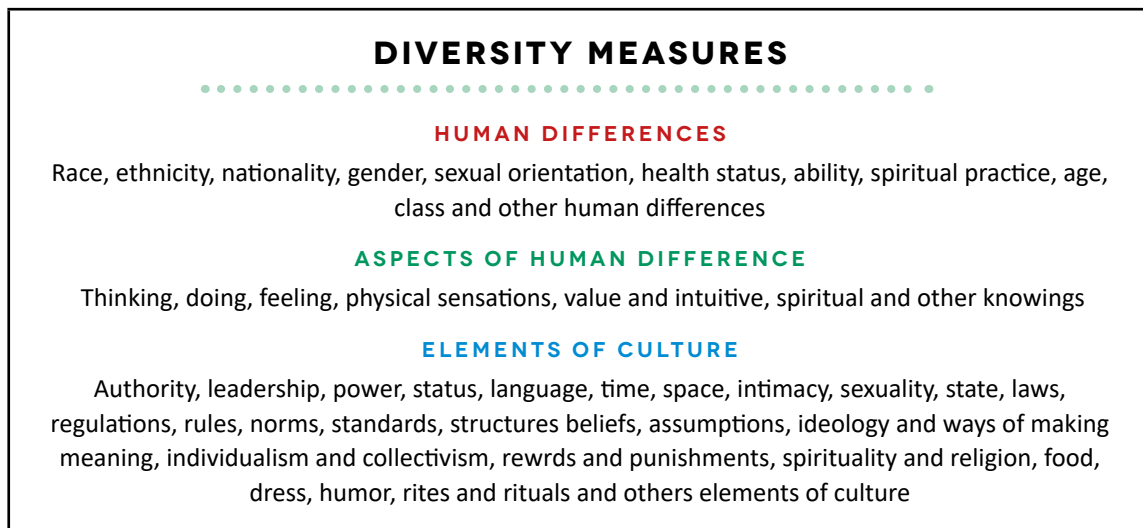 DIVERSITY MEASURES
HUMAN DIFFERENCES
Race, ethnicity, nationality, gender, sexual orientation, health status, ability, spiritual practice, age,
class and other human differences
ASPECTS OF HUMAN DIFFERENCE
Thinking, doing, feeling, physical sensations, value and intuitive, spiritual and other knowings
ELEMENTS OF CULTURE
Authority, leadership, power, status, language, time, space, intimacy, sexuality, state, laws,
regulations, rules, norms, standards, structures beliefs, assumptions, ideology and ways of making
meaning, individualism and collectivism, rewrds and punishments, spirituality and religion, food,
dress, humor, rites and rituals and others elements of culture